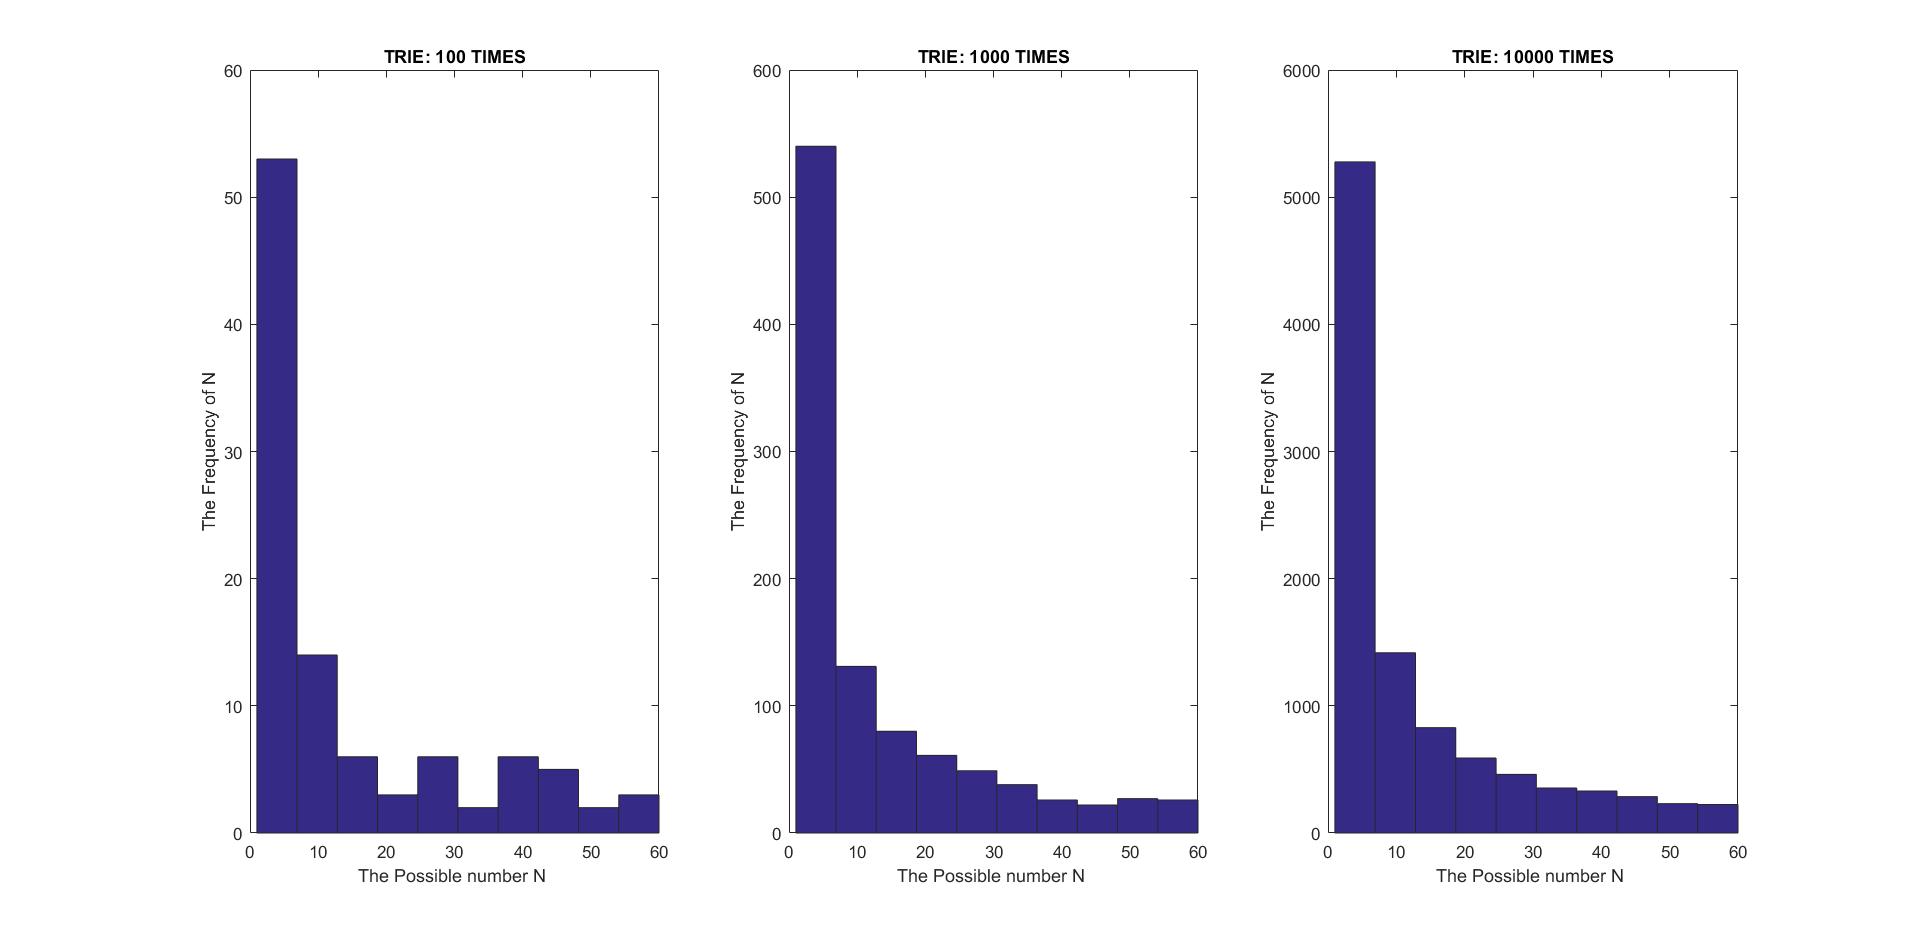 TRIE: 100 TIMES
60
50
40
30
20
10
0
The Frequency of N
0 10 20 30 40 50 60
The Possible number N
TRIE: 1000 TIMES
600
500
400
300
200
100
0
The Frequency of N
0 10 20 30 40 50 60
The Possible number N
TRIE: 10000 TIMES
6000
5000
4000
3000
2000
1000
0
The Frequency of N
0 10 20 30 40 50 60
The Possible number N